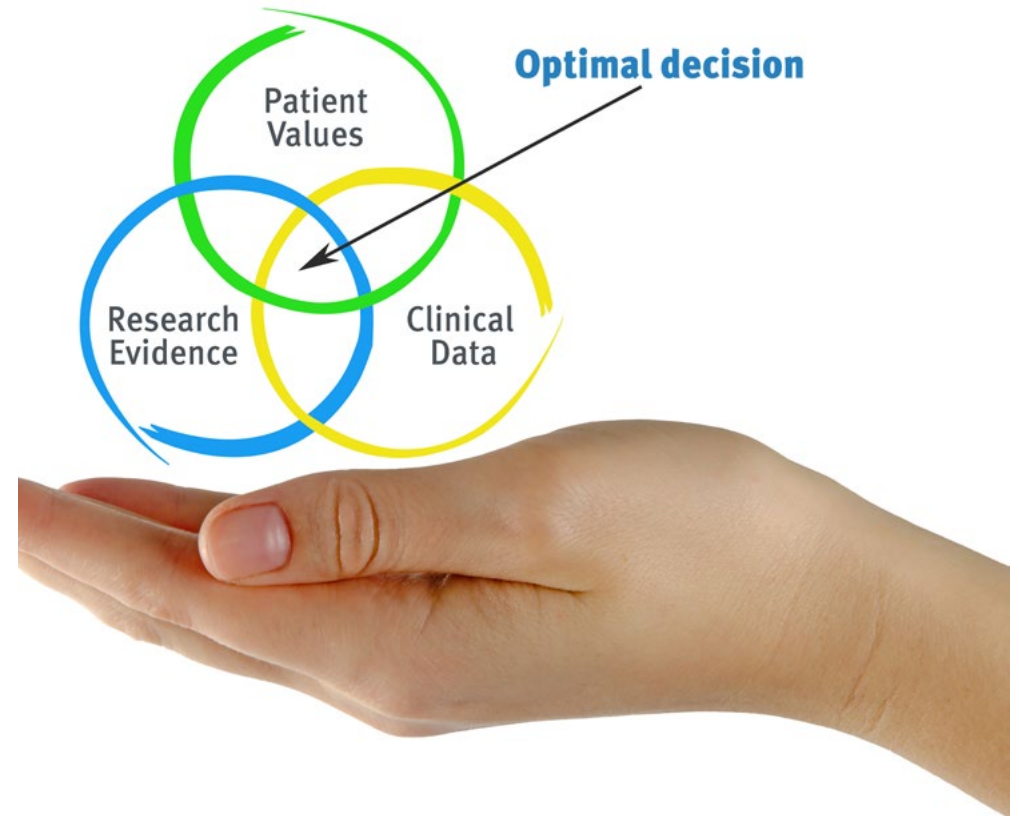 Optimal decision
Patient
Values
Research
Evidence
Clinical
Data